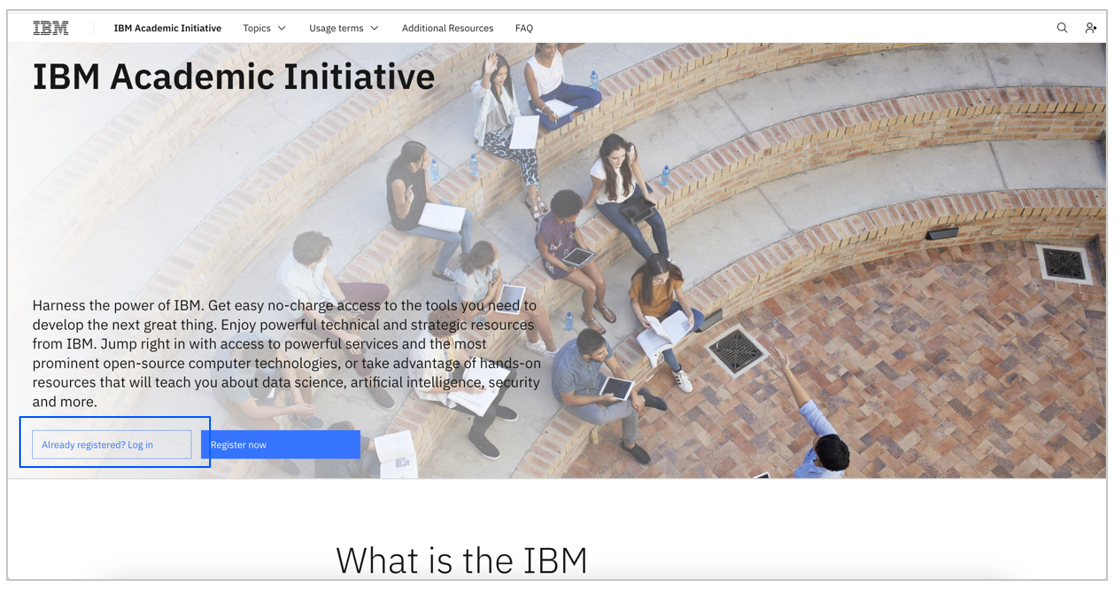 IBM IBM Academic Initiative Topics Usage terms Additional Resources FAQ
IBM Academic Initiative
Harness the power of IBM. Get easy no-charge access to the tools you need to
develop the next great thing. Enjoy powerful technical and strategic resources
from IBM. Jump right in with access to powerful services and the most
prominent open-source computer technologies, or take advantage of hands-on
resources that will teach you about data science, artificial intelligence, security
and more.
Already registered? Log in Register now
What is the IBM